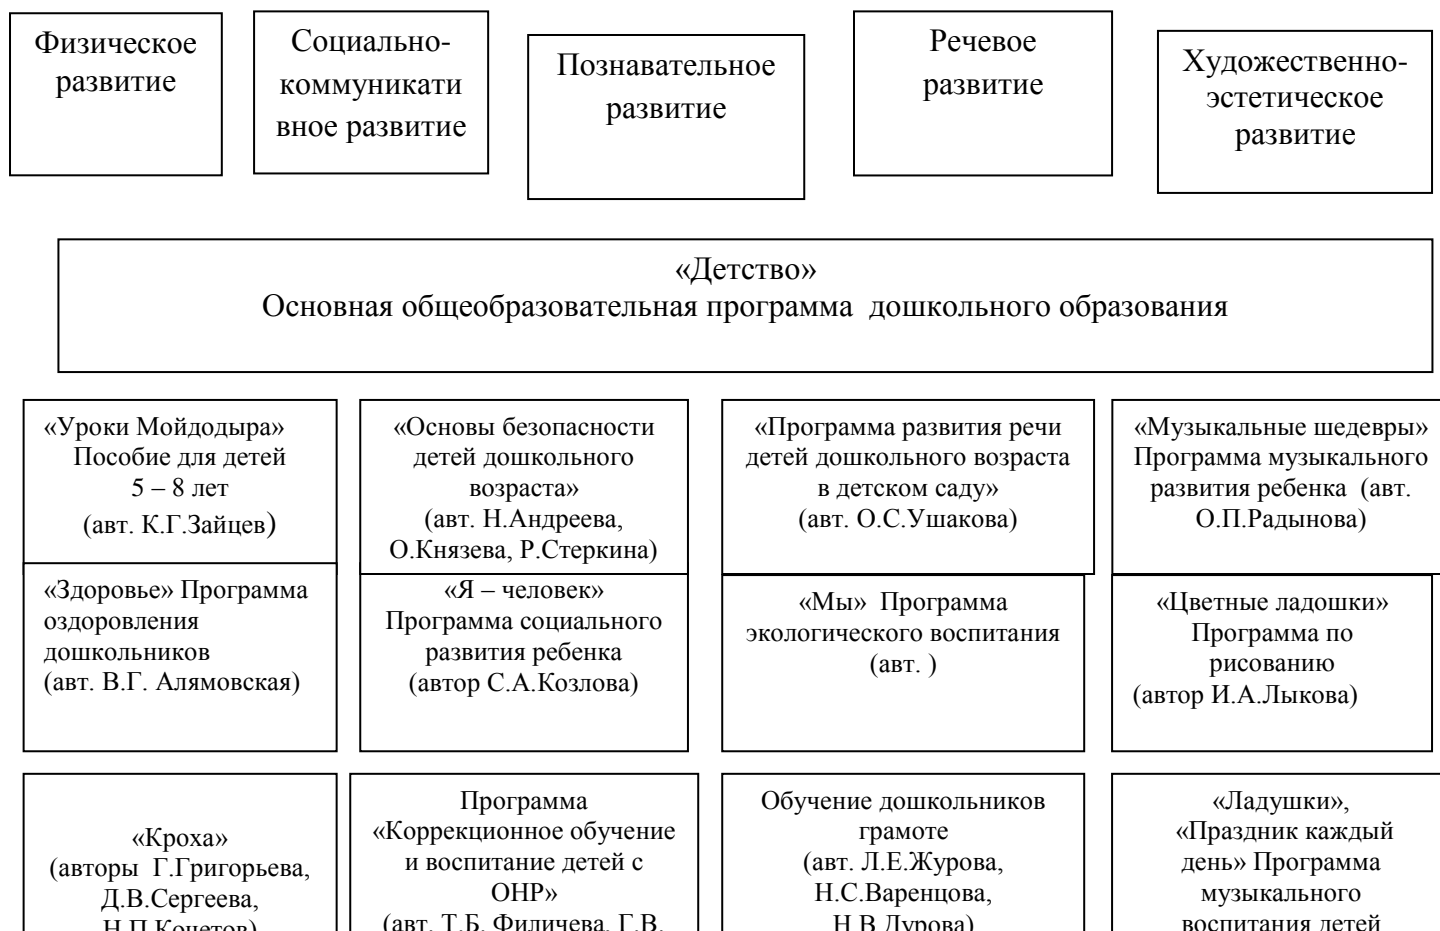 Физическое
развитие
Социально-
коммуникати
вное развитие
Познавательное
развитие
Речевое
развитие
Художественно-
эстетическое
развитие
«Детство»
Основная общеобразовательная программа дошкольного образования
«Уроки Мойдодыра»
Пособие для детей
5 – 8 лет
(авт. К.Г.Зайцев)
«Основы безопасности
детей дошкольного
возраста»
(авт. Н.Андреева,
О.Князева, Р.Стеркина)
«Программа развития речи
детей дошкольного возраста
в детском саду»
(авт. О.С.Ушакова)
«Музыкальные шедевры»
Программа музыкального
развития ребенка (авт.
О.П.Радынова)
«Здоровье» Программа
оздоровления
дошкольников
(авт. В.Г. Алямовская)
«Я – человек»
Программа социального
развития ребенка
(автор С.А.Козлова)
«Мы» Программа
экологического воспитания
(авт. )
«Цветные ладошки»
Программа по
рисованию
(автор И.А.Лыкова)
«Кроха»
(авторы Г.Григорьева,
Д.В.Сергеева,
Н.П.Кочетов)
Программа
«Коррекционное обучение
и воспитание детей с
ОНР»
(авт. Т.Б. Филичева, Г.В.
Обучение дошкольников
грамоте
(авт. Л.Е.Журова,
Н.С.Варенцова,
Н.В.Дурова)
«Ладушки»,
«Праздник каждый
день» Программа
музыкального
воспитания детей